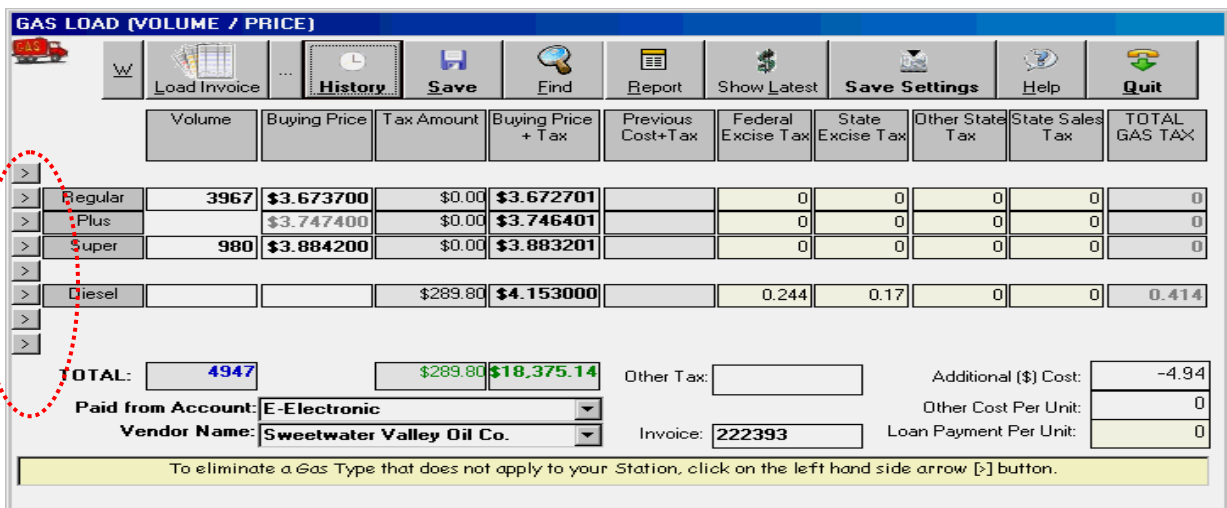 GAS LOAD (VOLUME / PRICE)
GAS
W Load Invoice ... History Save Find Report Show Latest Save Settings Help Quit
Volume Buying Price Tax Amount Buying Price + Tax Previous Cost+Tax Federal Excise Tax State Excise Tax Other State Tax State Sales Tax TOTAL GAS TAX
>
> Regular 3967 $3.673700 $0.00 $3.672701 0 0 0 0 0
> Plus $3.747400 $0.00 $3.746401 0 0 0 0 0
> Super 980 $3.884200 $0.00 $3.883201 0 0 0 0 0
>
> Diesel $289.80 $4.153000 0.244 0.17 0 0 0.414
>
>
TOTAL: 4947 $289.80 $18,375.14 Other Tax: Additional ($) Cost: -4.94
Paid from Account: E-Electronic Other Cost Per Unit: 0
Vendor Name: Sweetwater Valley Oil Co. Invoice: 222393 Loan Payment Per Unit: 0
To eliminate a Gas Type that does not apply to your Station, click on the left hand side arrow [>] button.